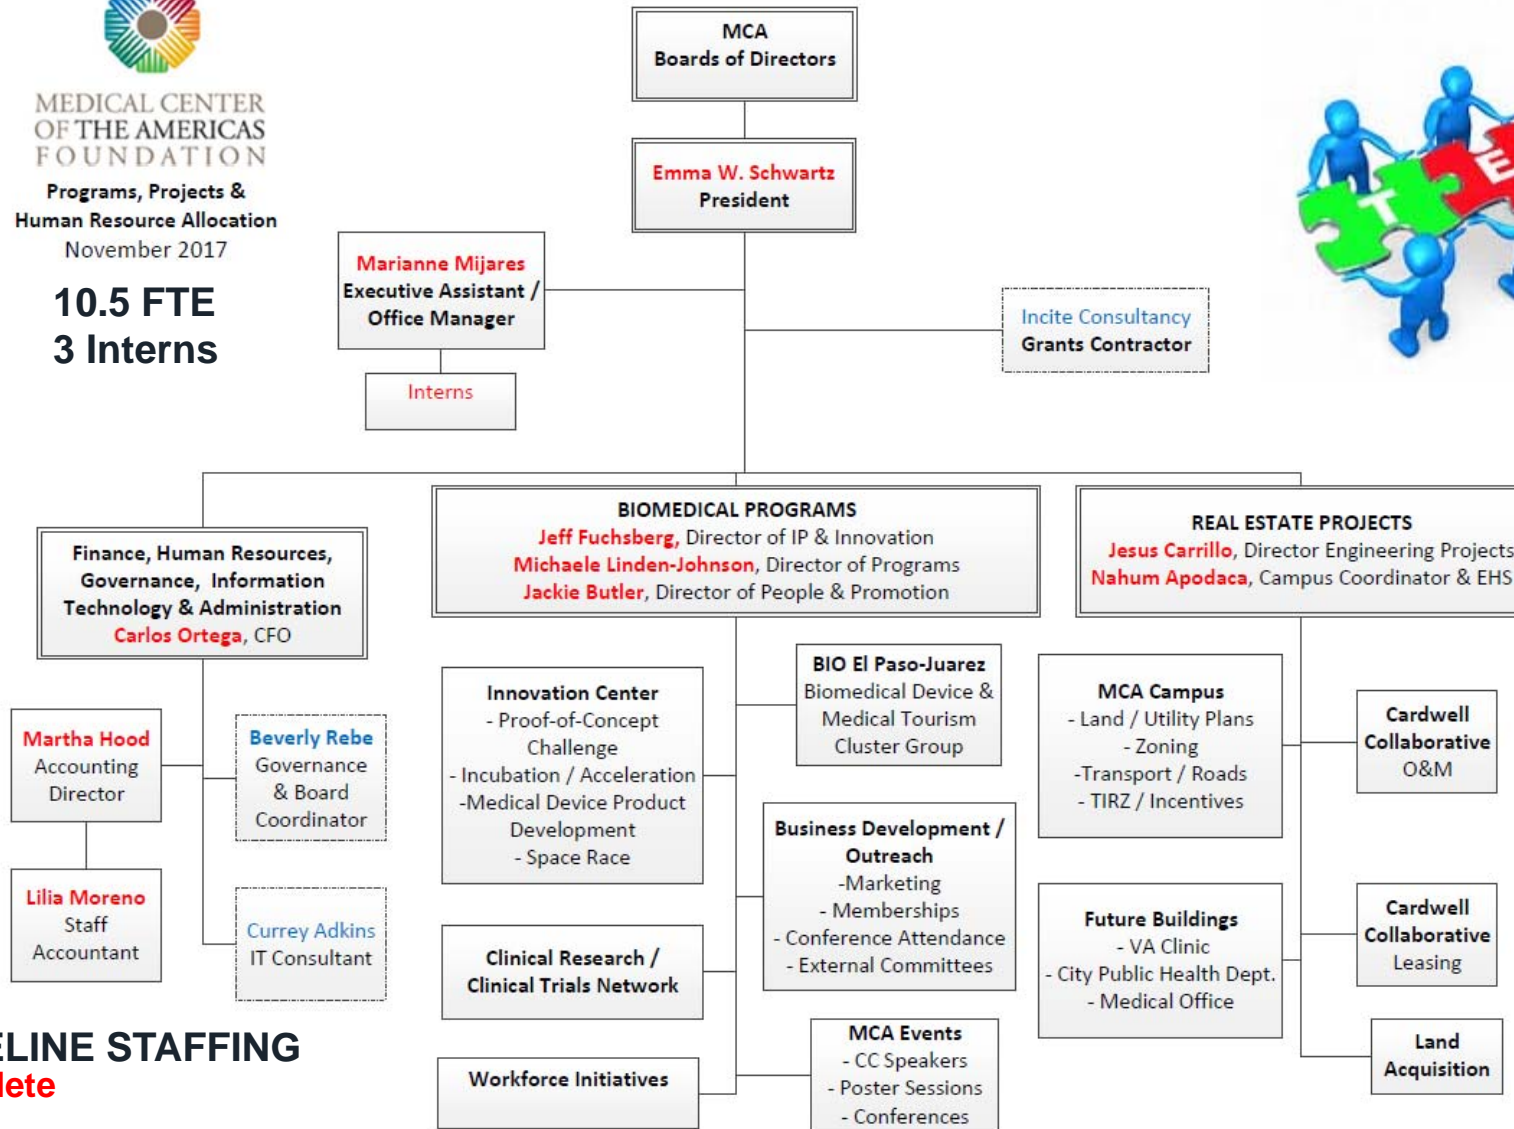 MEDICAL CENTER
OF THE AMERICAS
FOUNDATION
Programs, Projects &
Human Resource Allocation
November 2017
10.5 FTE
3 Interns
MCA
Boards of Directors
Emma W. Schwartz
President
T
E
Marianne Mijares
Executive Assistant /
Office Manager
Interns
Incite Consultancy
Grants Contractor
Finance, Human Resources,
Governance, Information
Technology & Administration
Carlos Ortega, CFO
Martha Hood
Accounting
Director
Lilia Moreno
Staff
Accountant
Beverly Rebe
Governance
& Board
Coordinator
Currey Adkins
IT Consultant
BIOMEDICAL PROGRAMS
Jeff Fuchsberg, Director of IP & Innovation
Michaele Linden-Johnson, Director of Programs
Jackie Butler, Director of People & Promotion
Innovation Center
- Proof-of-Concept
Challenge
- Incubation / Acceleration
-Medical Device Product
Development
- Space Race
Clinical Research /
Clinical Trials Network
Workforce Initiatives
BIO El Paso-Juarez
Biomedical Device &
Medical Tourism
Cluster Group
Business Development /
Outreach
-Marketing
- Memberships
- Conference Attendance
- External Committees
MCA Events
- CC Speakers
- Poster Sessions
- Conferences
REAL ESTATE PROJECTS
Jesus Carrillo, Director Engineering Projects
Nahum Apodaca, Campus Coordinator & EHS
MCA Campus
- Land / Utility Plans
- Zoning
-Transport / Roads
- TIRZ / Incentives
Future Buildings
- VA Clinic
- City Public Health Dept.
- Medical Office
Cardwell
Collaborative
O&M
Cardwell
Collaborative
Leasing
Land
Acquisition
ELINE STAFFING
lete